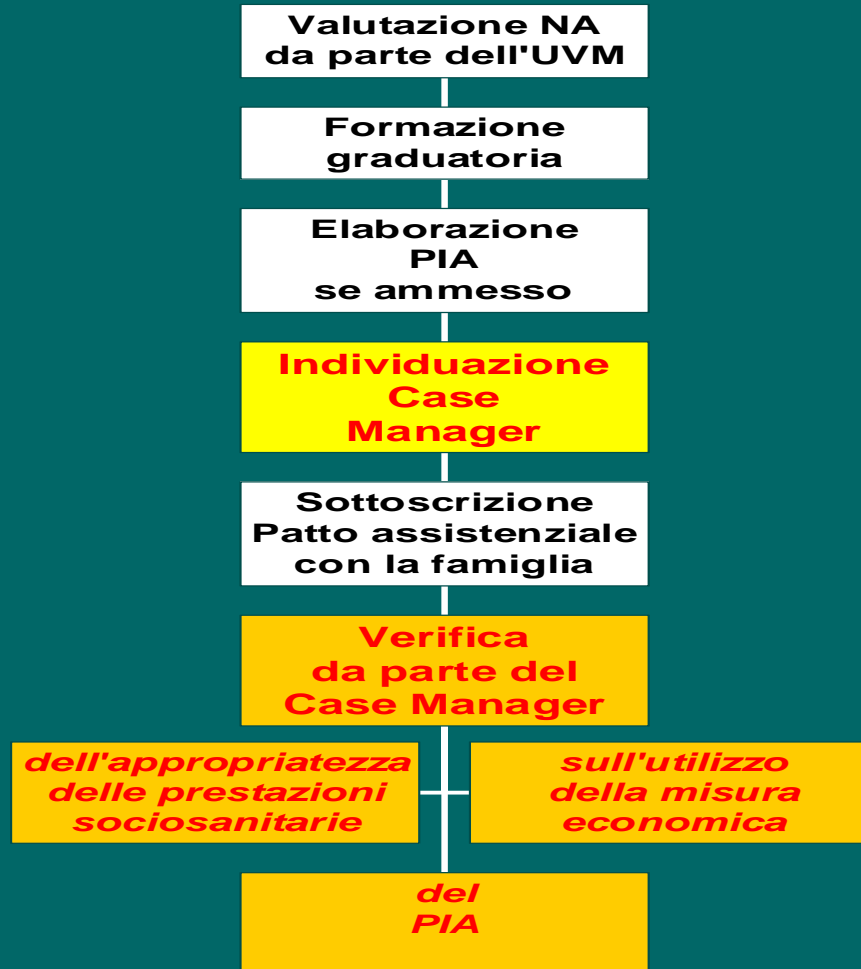 Valutazione NA
da parte dell'UVM
Formazione
graduatoria
Elaborazione
PIA
se ammesso
Individuazione
Case
Manager
Sottoscrizione
Patto assistenziale
con la famiglia
Verifica
da parte del
Case Manager
dell'appropriatezza
delle prestazioni
sociosanitarie
sull'utilizzo
della misura
economica
del
PIA